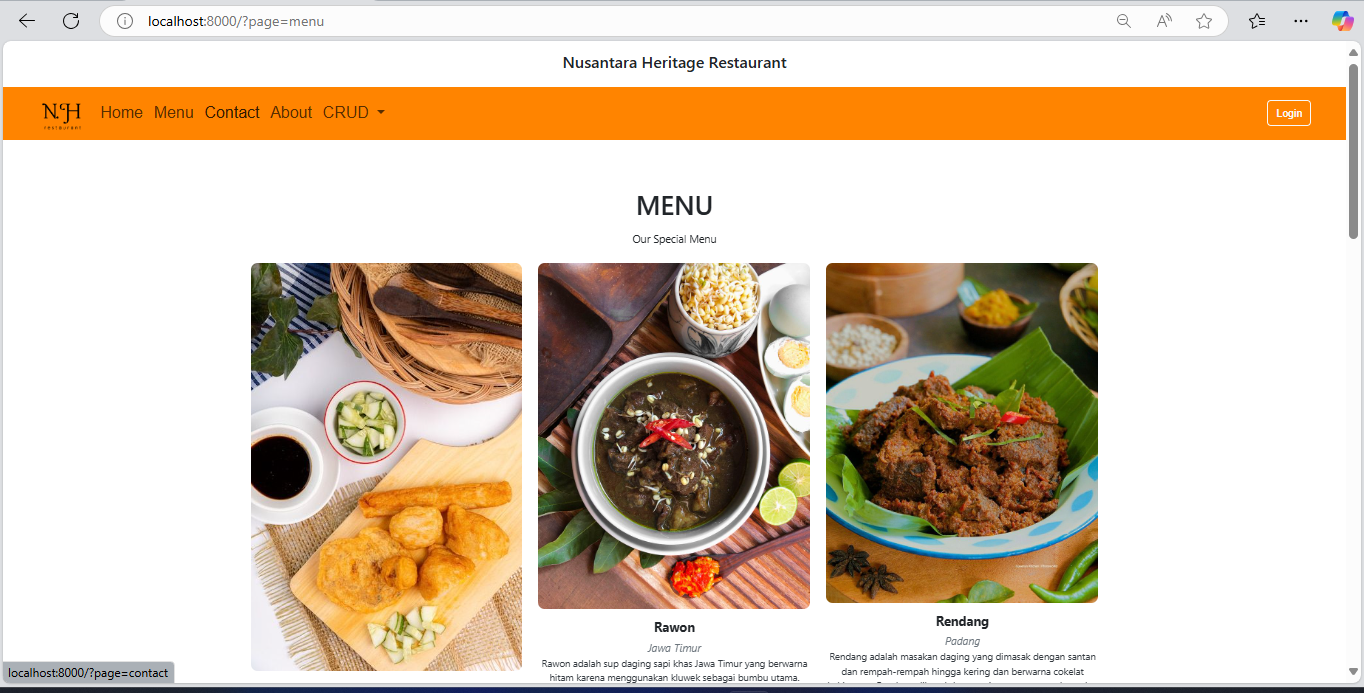 localhost:8000/?page=menu
Nusantara Heritage Restaurant
N.H
restaurant
Home Menu Contact About CRUD
Login
MENU
Our Special Menu
Rawon
Jawa Timur
Rawon adalah sup daging sapi khas Jawa Timur yang berwarna
hitam karena menggunakan kluwek sebagai bumbu utama.
Rendang
Padang
Rendang adalah masakan daging yang dimasak dengan santan
dan rempah-rempah hingga kering dan berwarna cokelat
localhost:8000/?page=contact